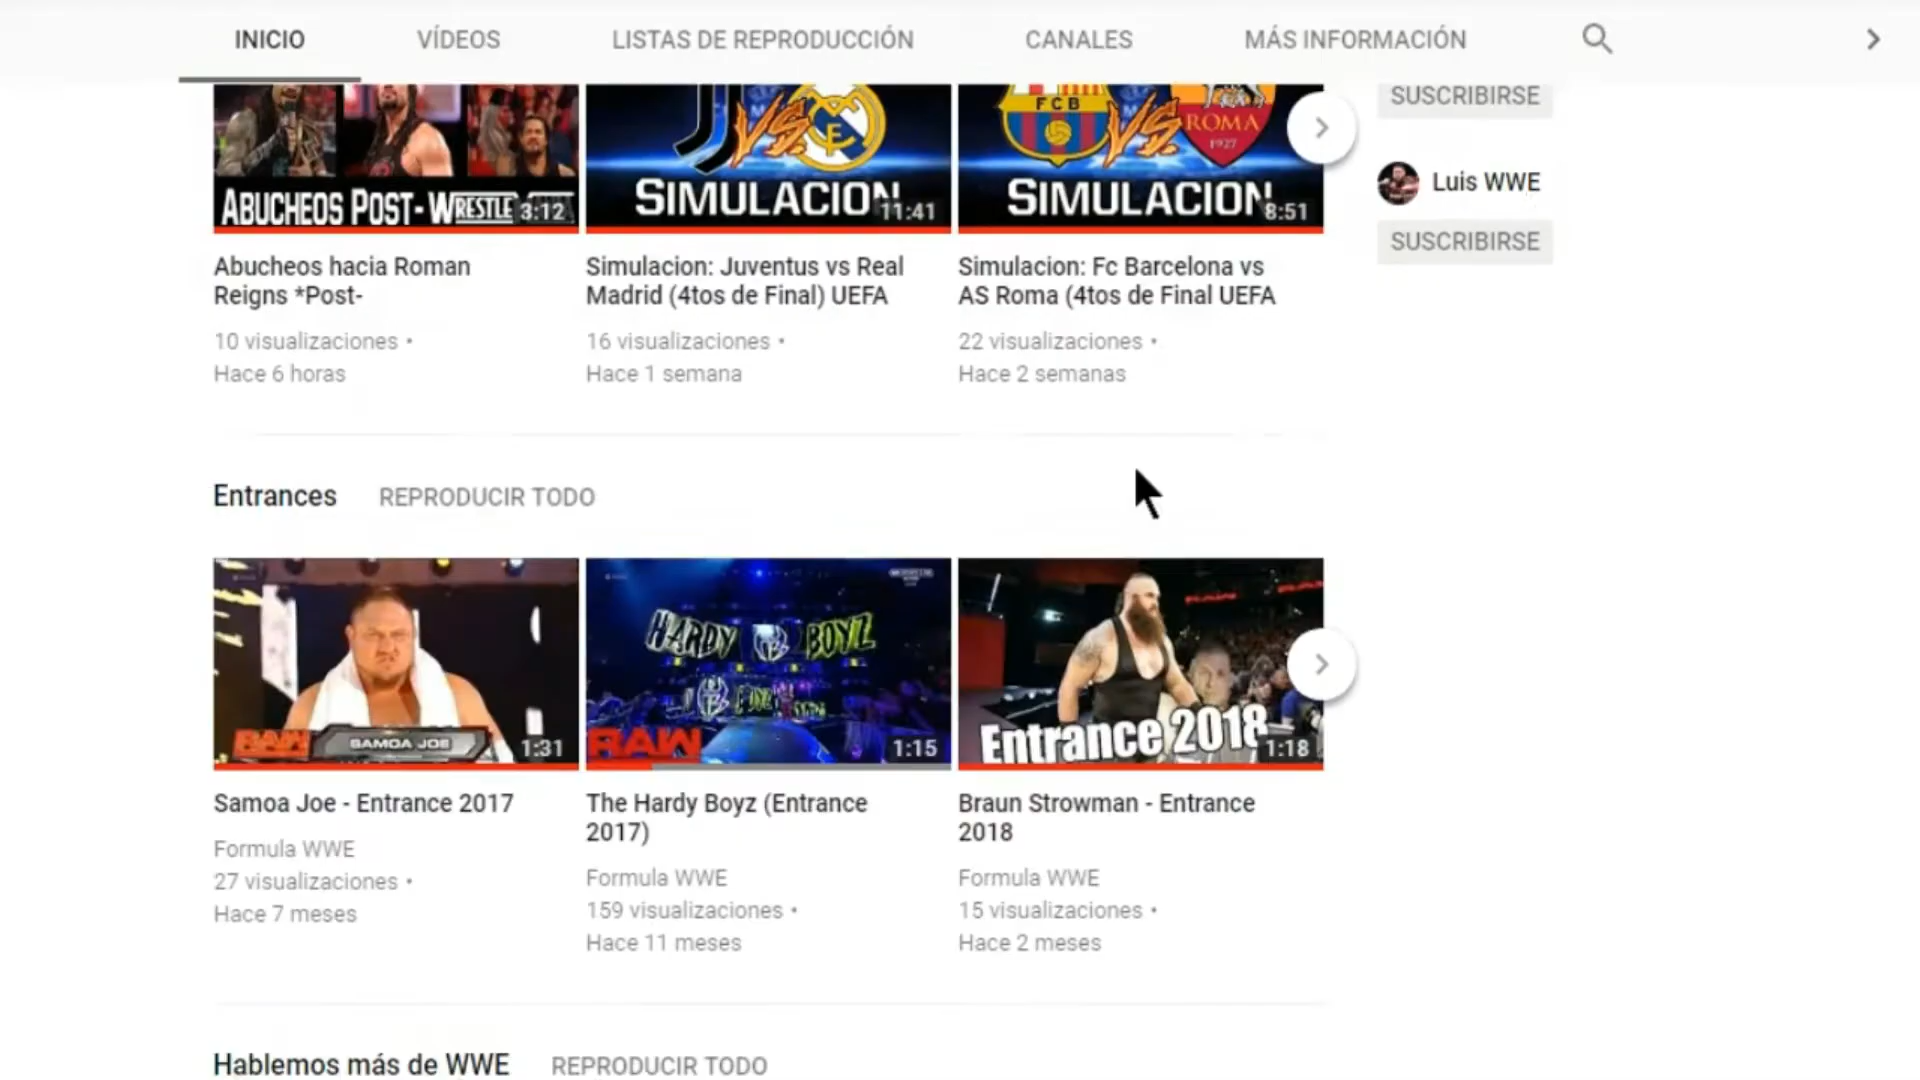 INICIO VÍDEOS LISTAS DE REPRODUCCIÓN CANALES MÁS INFORMACIÓN
SUSCRIBIRSE
FCB
VS.
VS.
ROMA
1927
ABUCHEOS POST-WRESTLE
3:12
SIMULACION
11:41
SIMULACION
8:51
Luis WWE
SUSCRIBIRSE
Abucheos hacia Roman
Reigns *Post-
10 visualizaciones •
Hace 6 horas
Simulacion: Juventus vs Real
Madrid (4tos de Final) UEFA
16 visualizaciones •
Hace 1 semana
Simulacion: Fc Barcelona vs
AS Roma (4tos de Final UEFA
22 visualizaciones •
Hace 2 semanas
Entrances REPRODUCIR TODO
RAW SAMOA JOE 1:31
HARDY BOYZ
RAW 1:15
Entrance 2018
1:18
Samoa Joe - Entrance 2017
Formula WWE
27 visualizaciones •
Hace 7 meses
The Hardy Boyz (Entrance
2017)
Formula WWE
159 visualizaciones •
Hace 11 meses
Braun Strowman - Entrance
2018
Formula WWE
15 visualizaciones •
Hace 2 meses
Hablemos más de WWE REPRODUCIR TODO